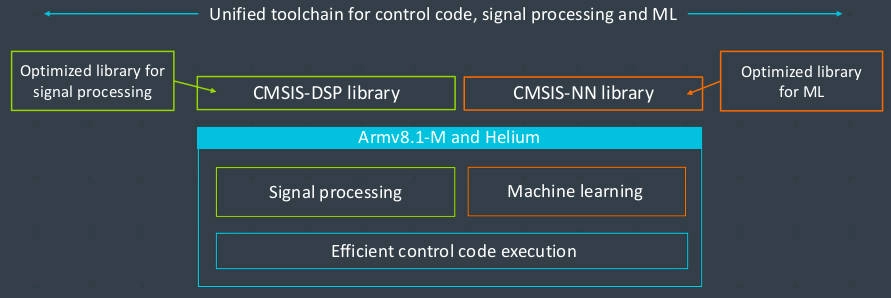 Unified toolchain for control code, signal processing and ML
Optimized library for
signal processing
CMSIS-DSP library
CMSIS-NN library
Optimized library
for ML
Armv8.1-M and Helium
Signal processing
Machine learning
Efficient control code execution